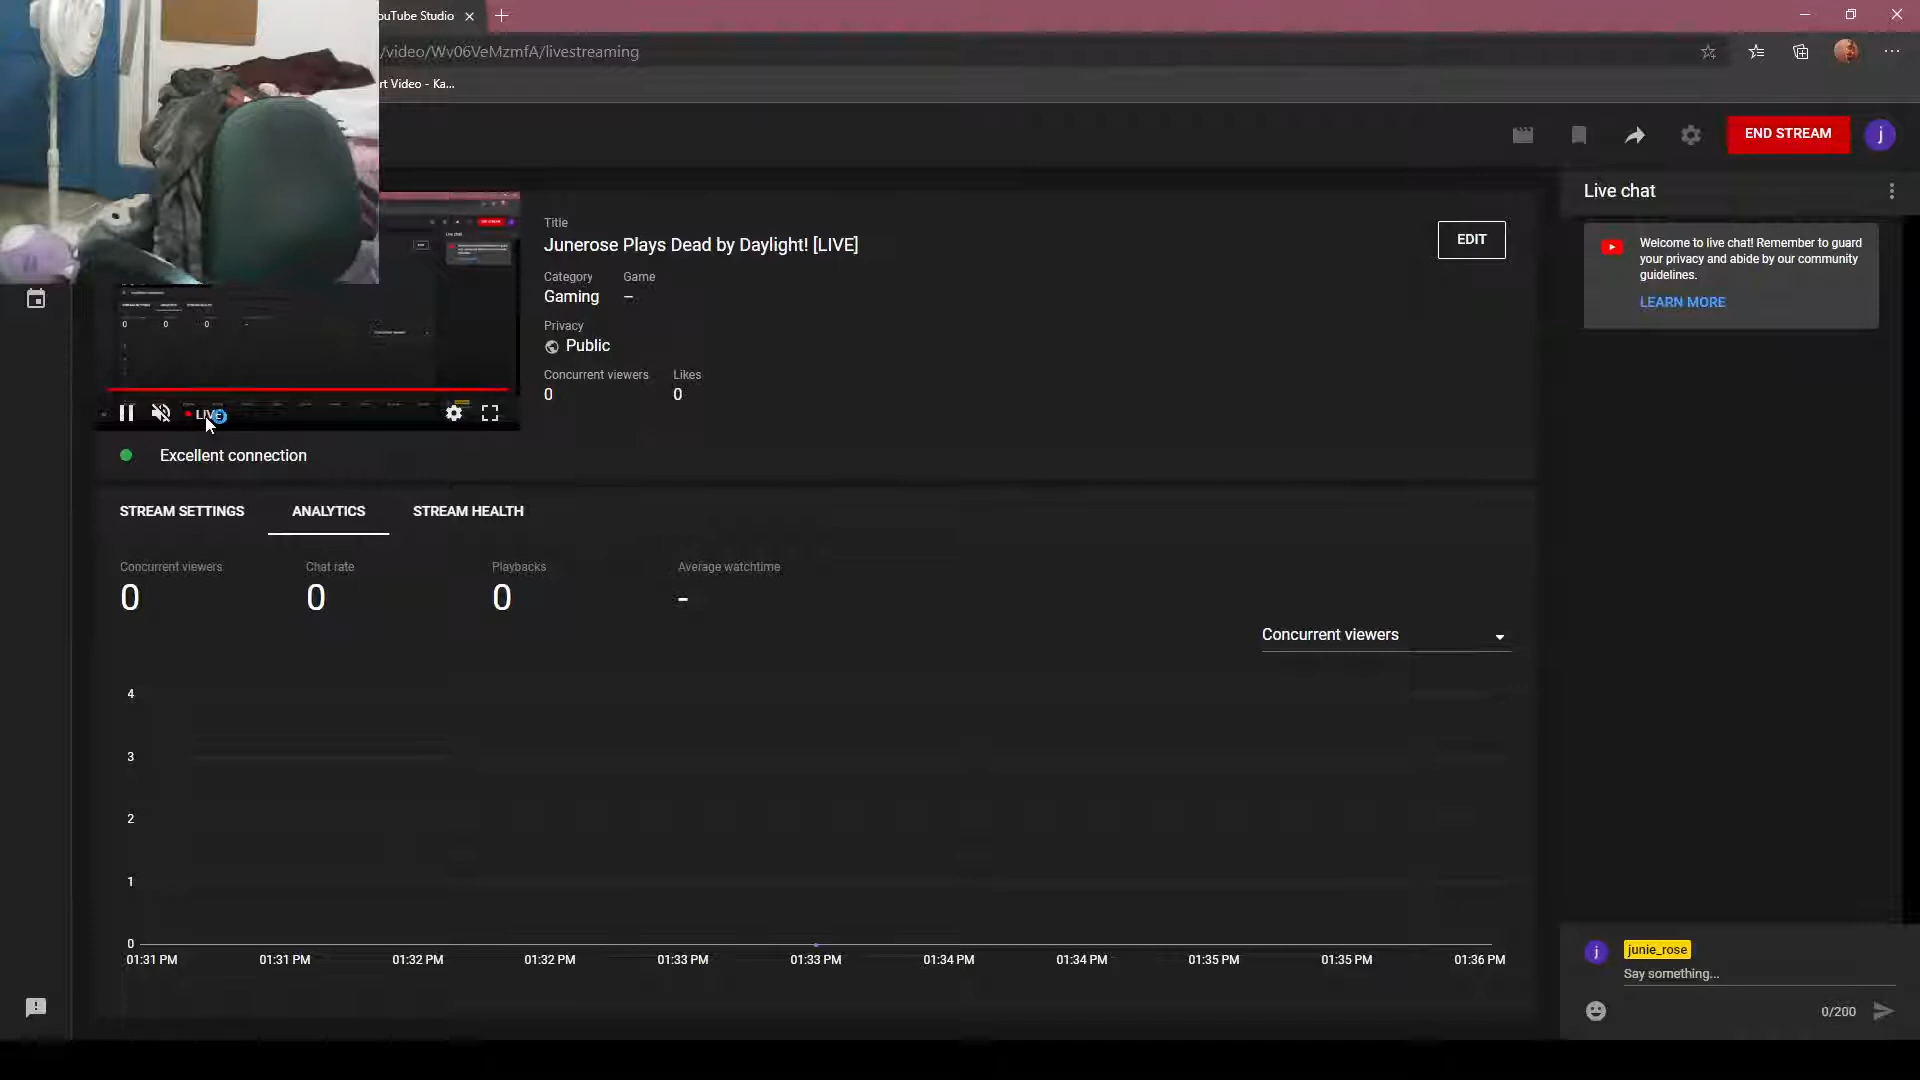 ouTube Studio
/video/Wv06VeMzmfA/livestreaming
rt Video - Ka...
END STREAM
j
Live chat
Title
Junerose Plays Dead by Daylight! [LIVE]
EDIT
Category
Game
Gaming
–
Privacy
Public
Concurrent viewers
Likes
0
0
Welcome to live chat! Remember to guard
your privacy and abide by our community
guidelines.
LEARN MORE
LIVE
Excellent connection
STREAM SETTINGS
ANALYTICS
STREAM HEALTH
Concurrent viewers
Chat rate
Playbacks
Average watchtime
0
0
0
-
Concurrent viewers
4
3
2
1
0
01:31 PM
01:31 PM
01:32 PM
01:32 PM
01:33 PM
01:33 PM
01:34 PM
01:34 PM
01:35 PM
01:35 PM
01:36 PM
j
junie_rose
Say something...
0/200